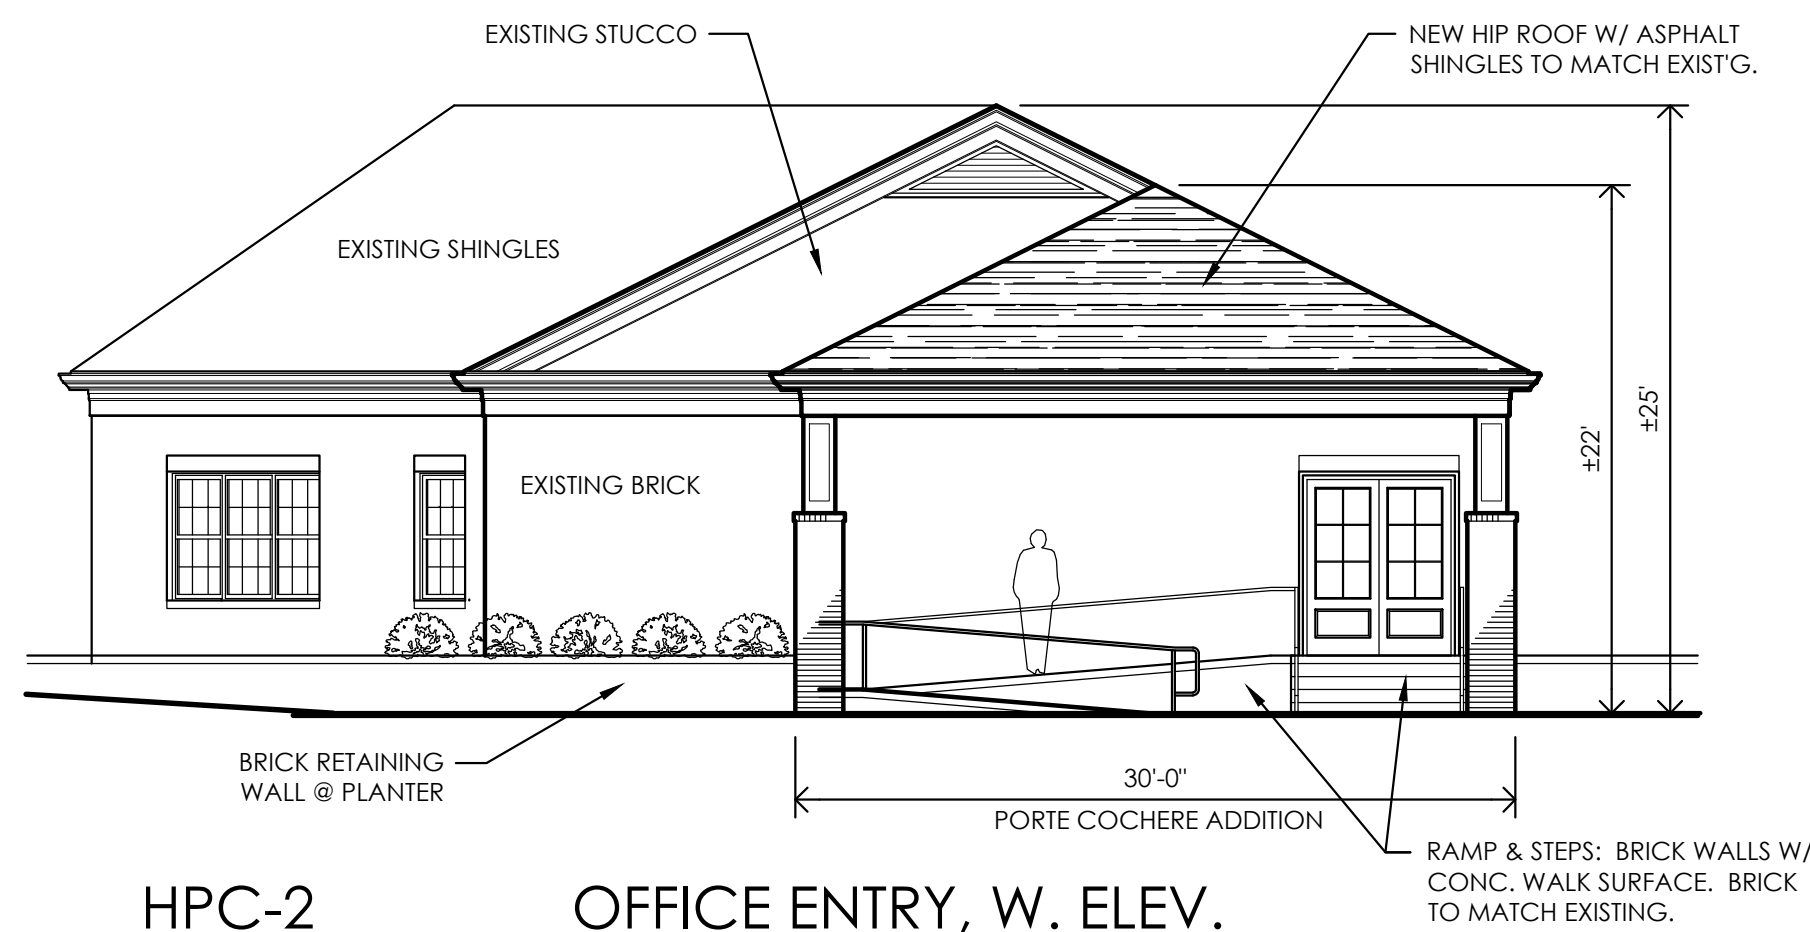 EXISTING STUCCO
NEW HIP ROOF W/ ASPHALT
SHINGLES TO MATCH EXIST'G.
EXISTING SHINGLES
EXISTING BRICK
±22'
±25'
BRICK RETAINING
WALL @ PLANTER
30'-0"
PORTE COCHERE ADDITION
RAMP & STEPS: BRICK WALLS W/
CONC. WALK SURFACE. BRICK
TO MATCH EXISTING.
HPC-2
OFFICE ENTRY, W. ELEV.